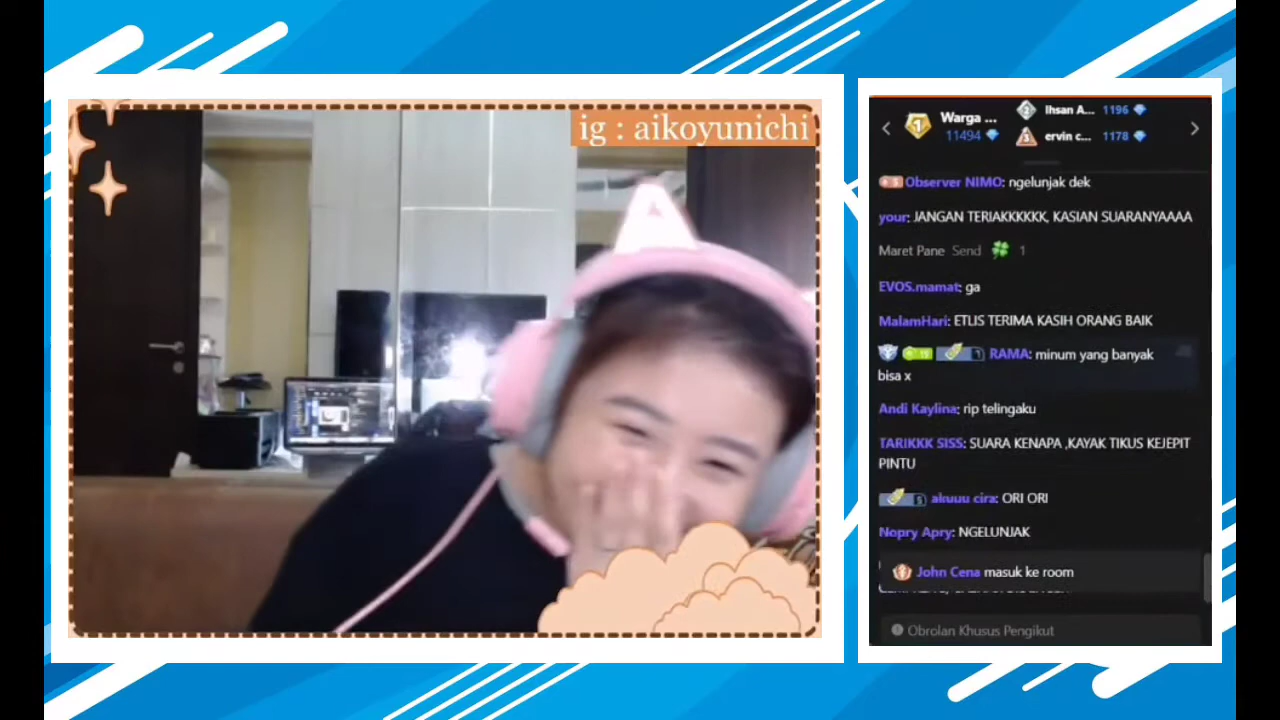 ig : aikoyunichi
Warga ...
11494
Ihsan A... 1196
ervin c... 1178
Observer NIMO: ngelunjak dek
your: JANGAN TERIAKKKKKK, KASIAN SUARANYAAAA
Maret Pane Send 1
EVOS.mamat: ga
MalamHari: ETLIS TERIMA KASIH ORANG BAIK
RAMA: minum yang banyak
bisa x
Andi Kaylina: rip telingaku
TARIKKK SISS: SUARA KENAPA ,KAYAK TIKUS KEJEPIT
PINTU
akuuu cira: ORI ORI
Nopry Apry: NGELUNJAK
John Cena masuk ke room
Obrolan Khusus Pengikut